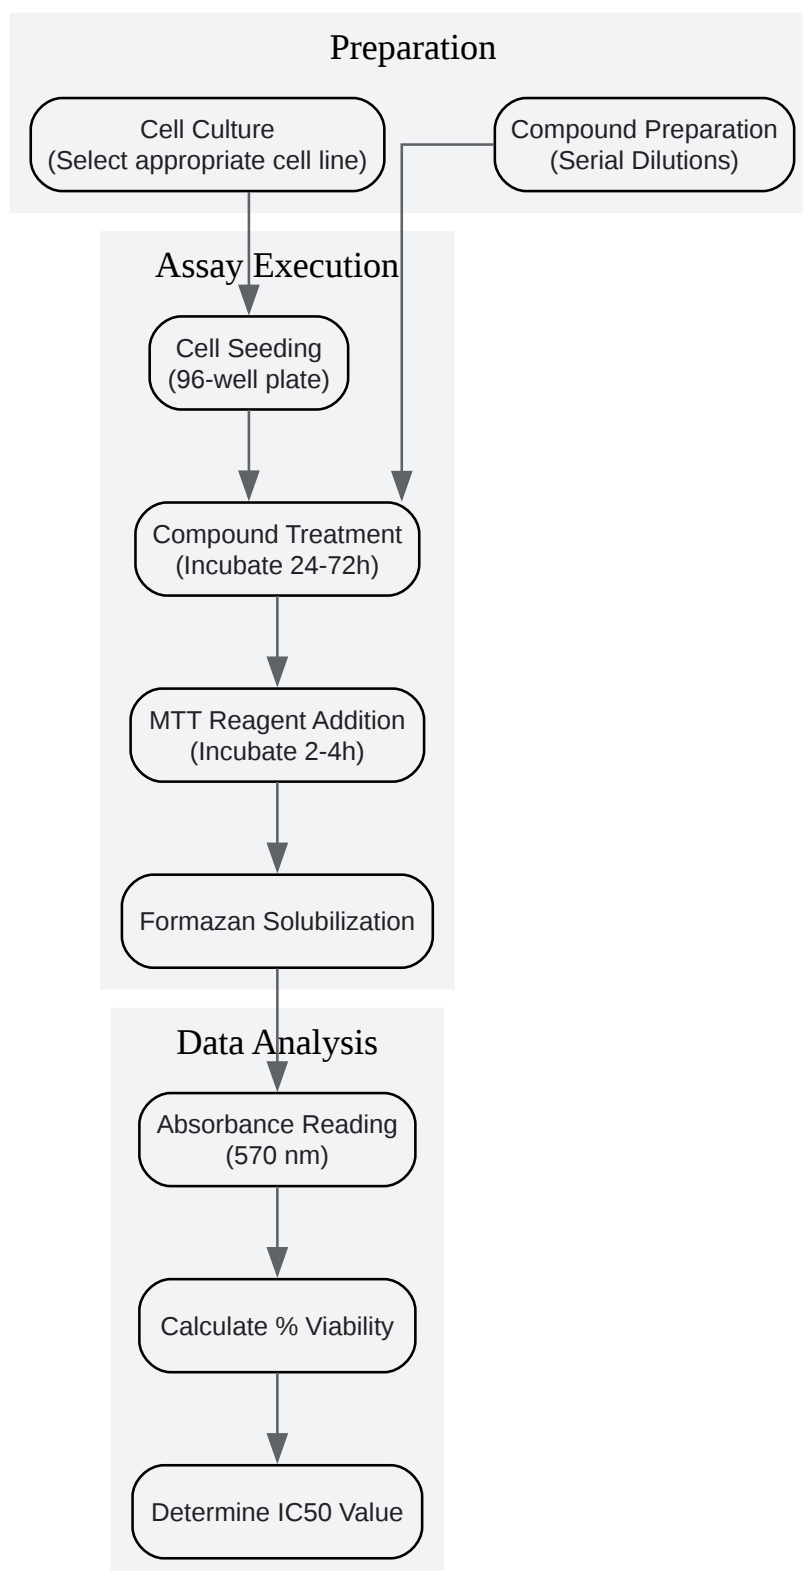 Preparation
Cell Culture
(Select appropriate cell line)
Compound Preparation
(Serial Dilutions)
Assay Execution
Cell Seeding
(96-well plate)
Compound Treatment
(Incubate 24-72h)
MTT Reagent Addition
(Incubate 2-4h)
Formazan Solubilization
Data Analysis
Absorbance Reading
(570 nm)
Calculate % Viability
Determine IC50 Value